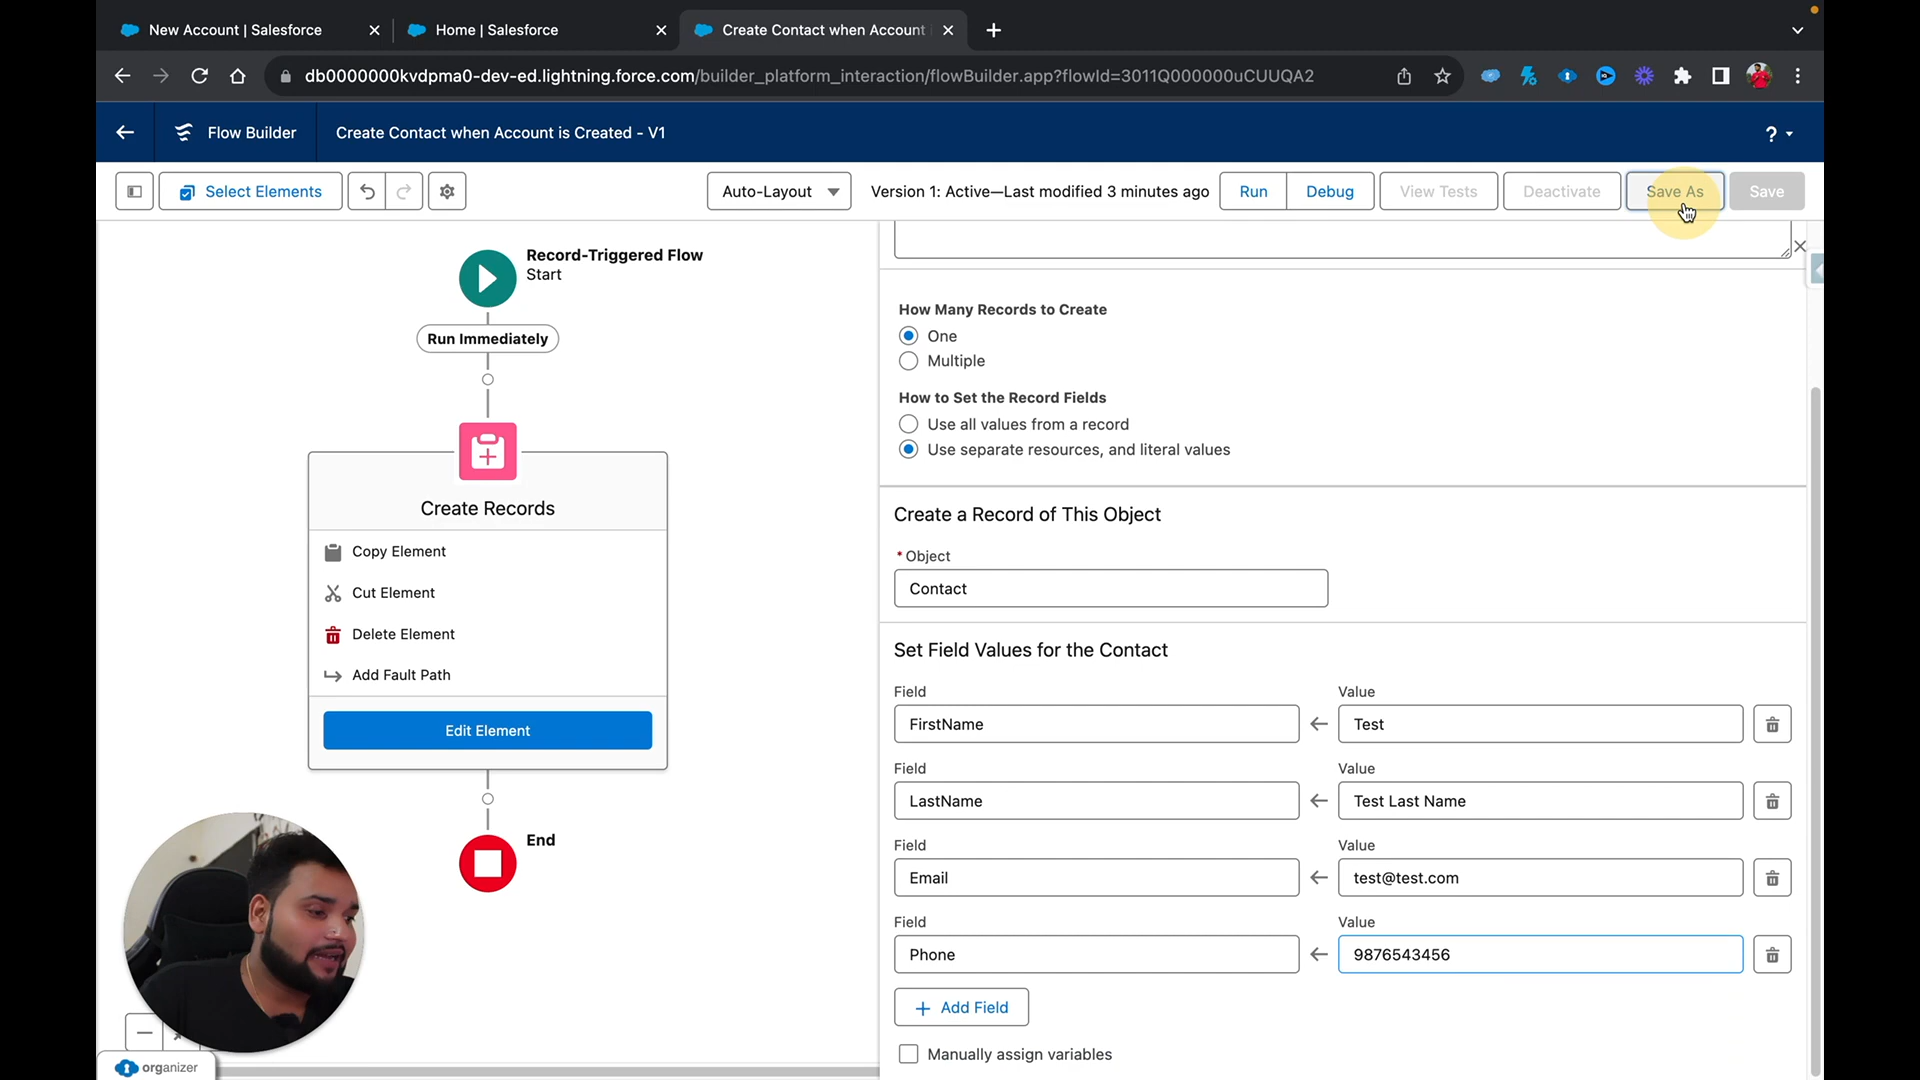 New Account | Salesforce
Home | Salesforce
Create Contact when Account
db0000000kvdpma0-dev-ed.lightning.force.com/builder_platform_interaction/flowBuilder.app?flowId=3011Q000000uCUUQA2
Flow Builder
Create Contact when Account is Created - V1
?
Select Elements
Auto-Layout
Version 1: Active—Last modified 3 minutes ago
Run
Debug
View Tests
Deactivate
Save As
Save
Record-Triggered Flow
Start
Run Immediately
Create Records
Copy Element
Cut Element
Delete Element
Add Fault Path
Edit Element
End
How Many Records to Create
One
Multiple
How to Set the Record Fields
Use all values from a record
Use separate resources, and literal values
Create a Record of This Object
* Object
Contact
Set Field Values for the Contact
Field
Value
FirstName
Test
Field
Value
LastName
Test Last Name
Field
Value
Email
test@test.com
Field
Value
Phone
9876543456
Add Field
Manually assign variables
organizer